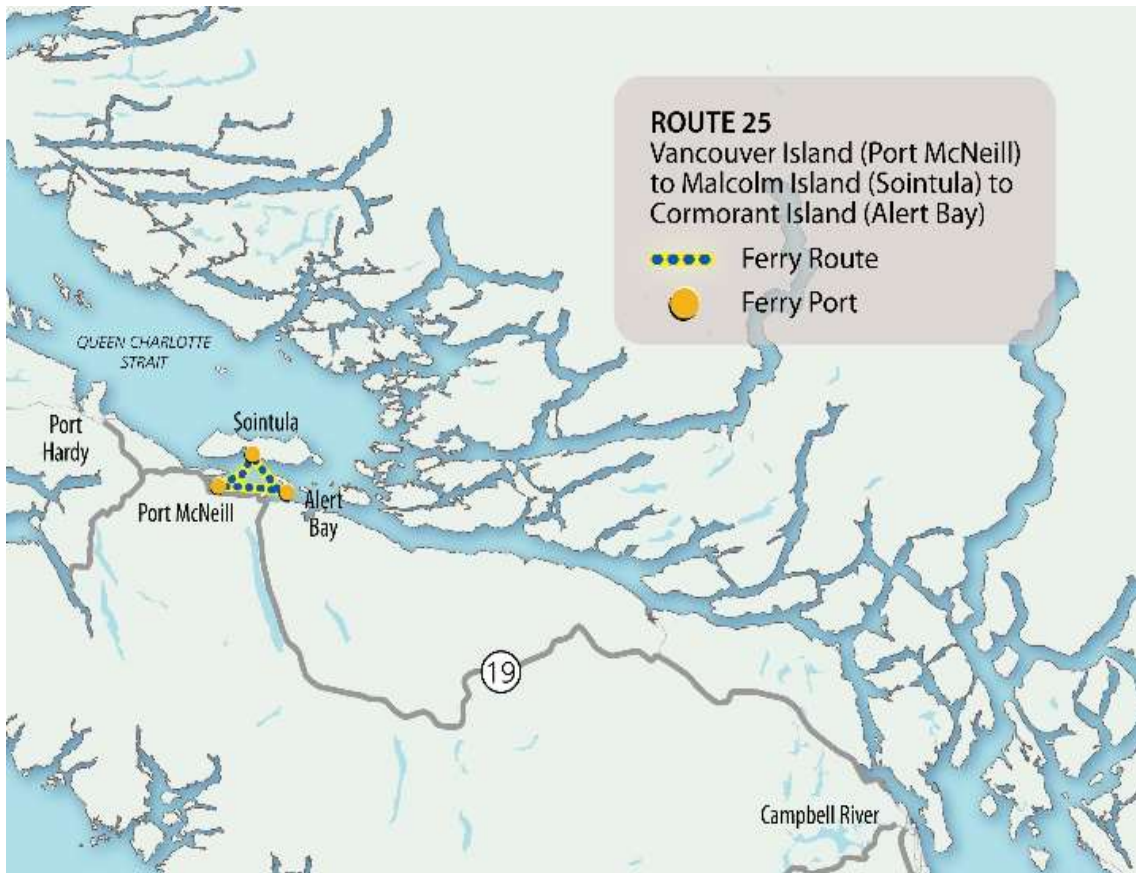 ROUTE 25
Vancouver Island (Port McNeill)
to Malcolm Island (Sointula) to
Cormorant Island (Alert Bay)
Ferry Route
Ferry Port
QUEEN CHARLOTTE
STRAIT
Port
Hardy
Sointula
Port McNeill
Alert
Bay
19
Campbell River